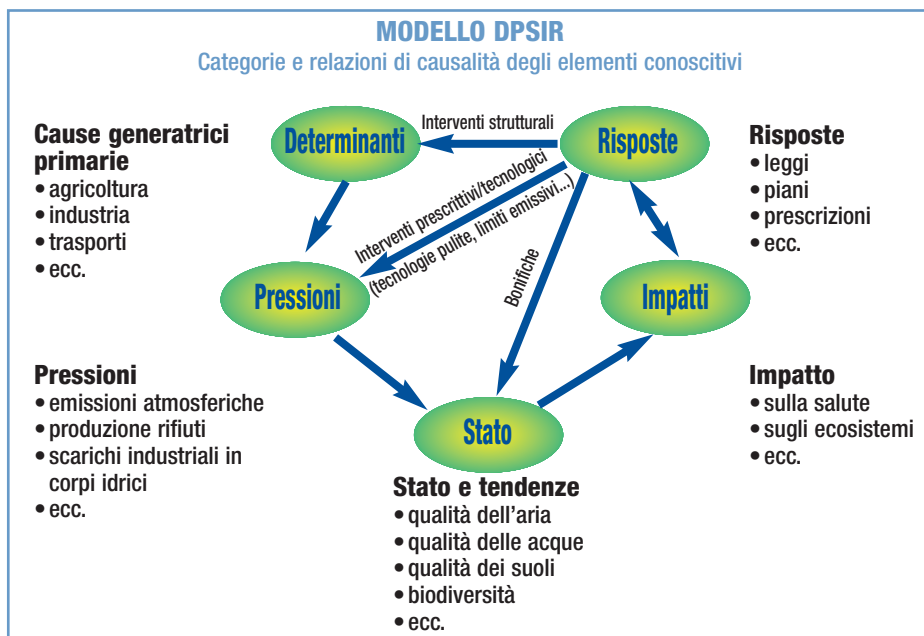 MODELLO DPSIR
Categorie e relazioni di causalità degli elementi conoscitivi
Cause generatrici
primarie
• agricoltura
• industria
• trasporti
• ecc.
Determinanti
Interventi strutturali
Risposte
Risposte
• leggi
• piani
• prescrizioni
• ecc.
Interventi prescrittivi/tecnologici
(tecnologie pulite, limiti emissivi...)
Bonifiche
Pressioni
Impatti
Pressioni
• emissioni atmosferiche
• produzione rifiuti
• scarichi industriali in
corpi idrici
• ecc.
Stato
Impatto
• sulla salute
• sugli ecosistemi
• ecc.
Stato e tendenze
• qualità dell'aria
• qualità delle acque
• qualità dei suoli
• biodiversità
• ecc.